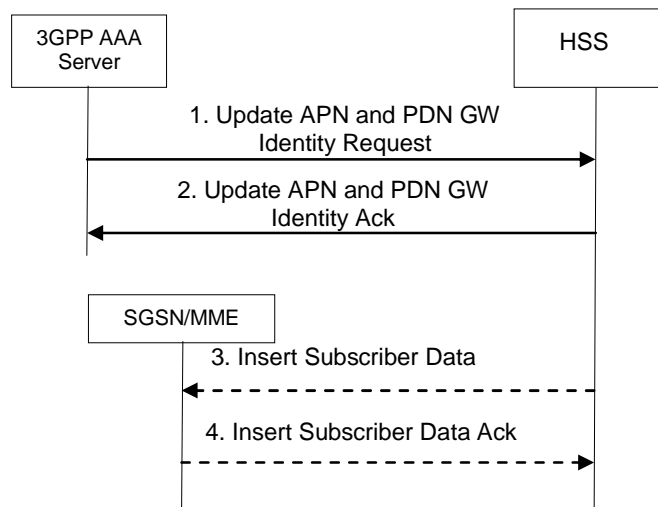 3GPP AAA
Server
HSS
1. Update APN and PDN GW
Identity Request
2. Update APN and PDN GW
Identity Ack
SGSN/MME
3. Insert Subscriber Data
4. Insert Subscriber Data Ack